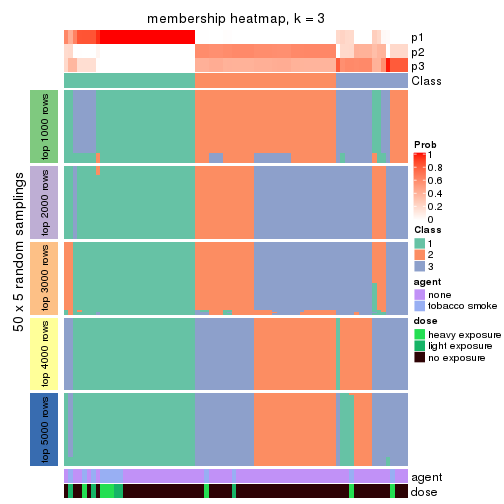 membership heatmap, k = 3
p1
p2
p3
Class
50 x 5 random samplings
top 1000 rows
top 2000 rows
top 3000 rows
top 4000 rows
top 5000 rows
agent
dose
Prob
1
0.8
0.6
0.4
0.2
0
Class
1
2
3
agent
none
tobacco smoke
dose
heavy exposure
light exposure
no exposure